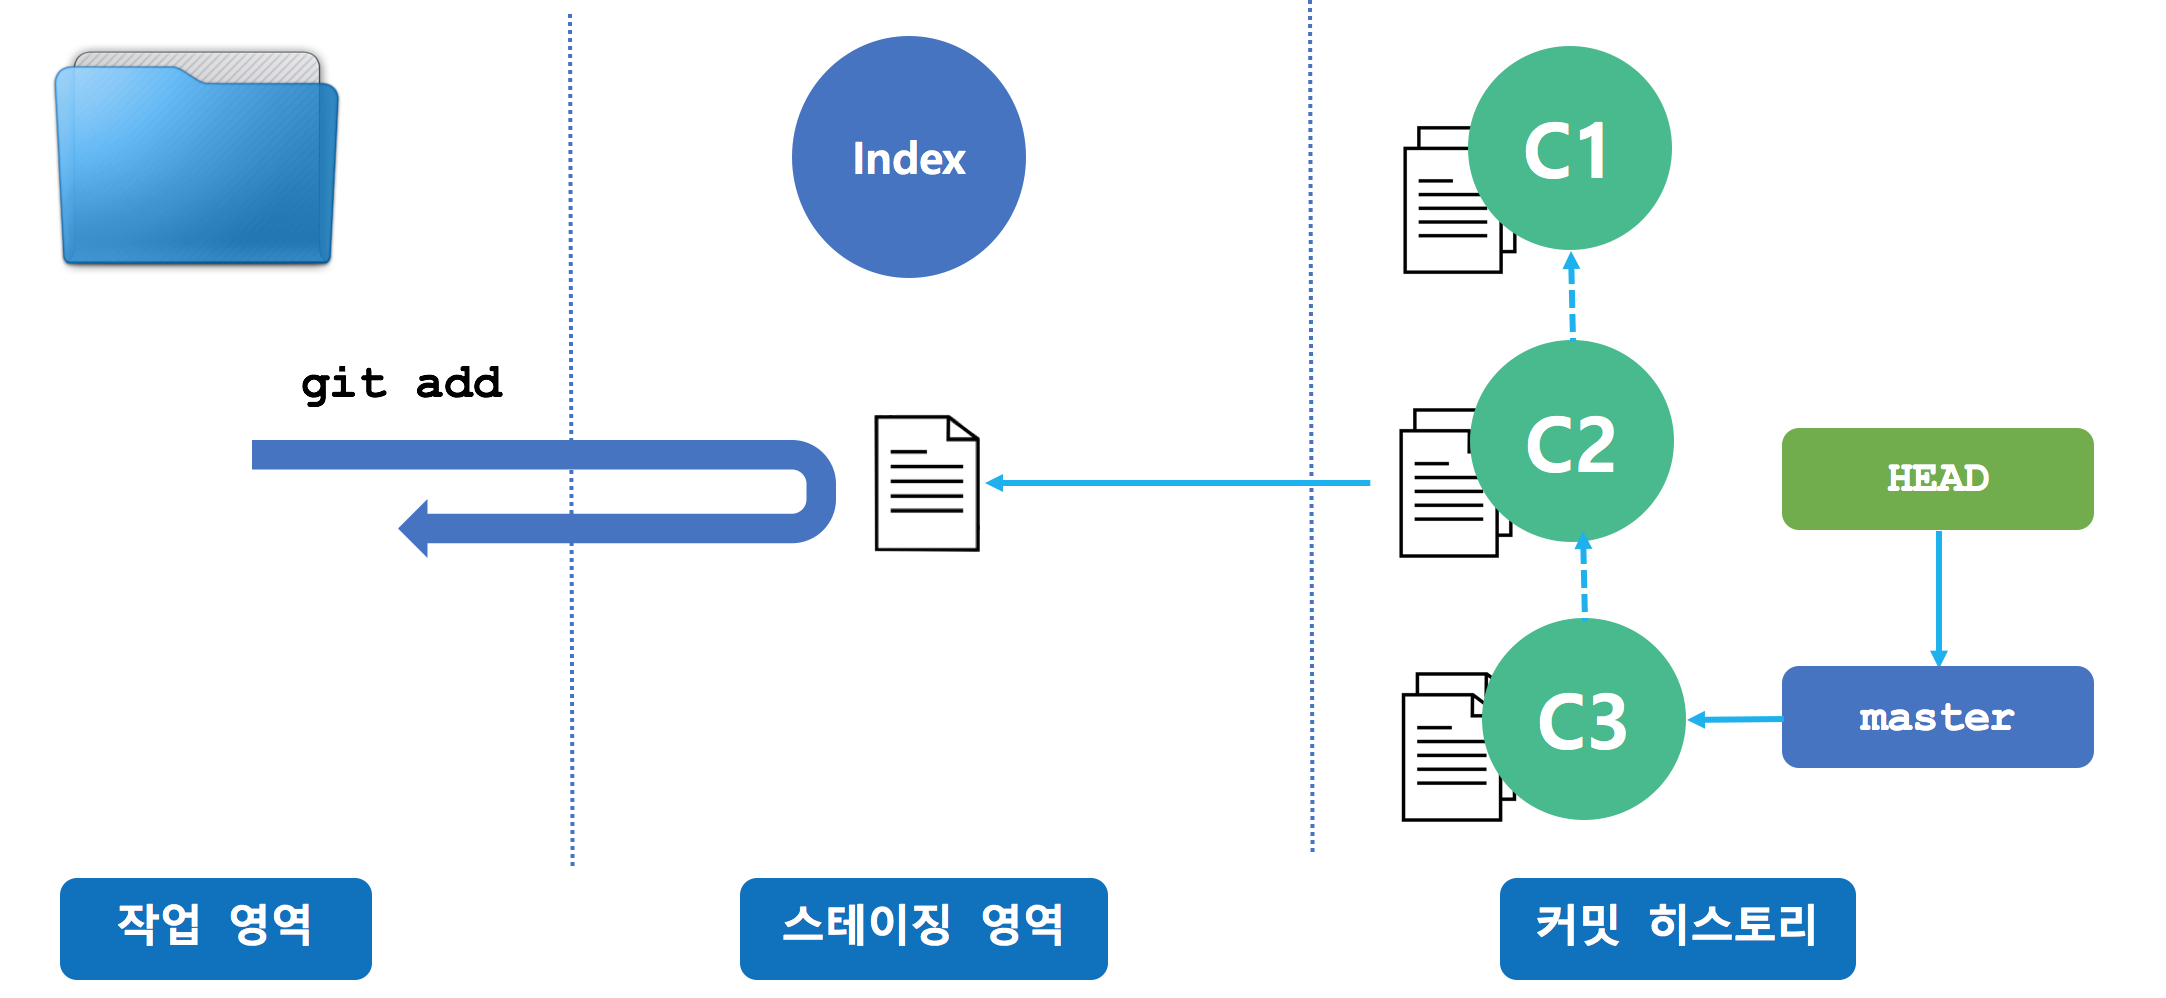 Index
C1
git add
C2
HEAD
C3
master
작업 영역
스테이징 영역
커밋 히스토리